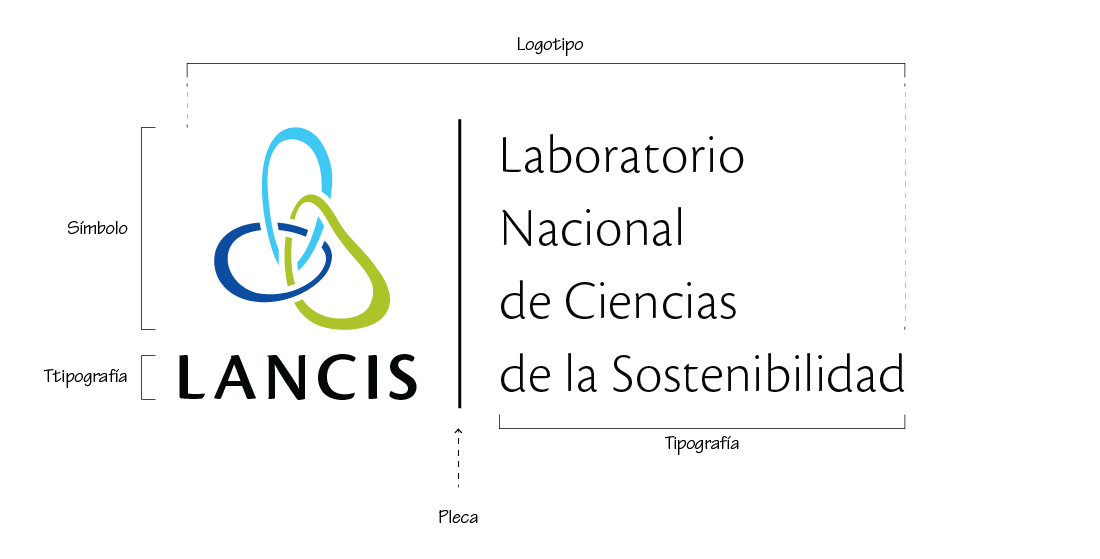 Logotipo
Símbolo
Ttipografía
LANCIS
Laboratorio
Nacional
de Ciencias
de la Sostenibilidad
Tipografía
Pleca